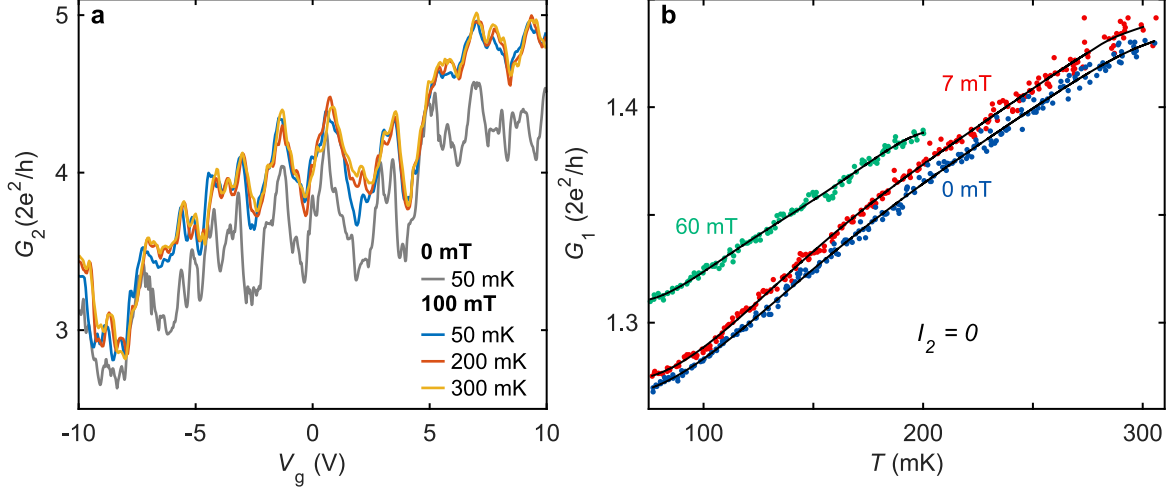 a
5
4
3
G₂ (2e²/h)
-10
-5
0
5
10
V_g (V)
0 mT
50 mK
100 mT
50 mK
200 mK
300 mK
b
1.4
1.3
G₁ (2e²/h)
7 mT
0 mT
60 mT
I₂ = 0
100
200
300
T (mK)